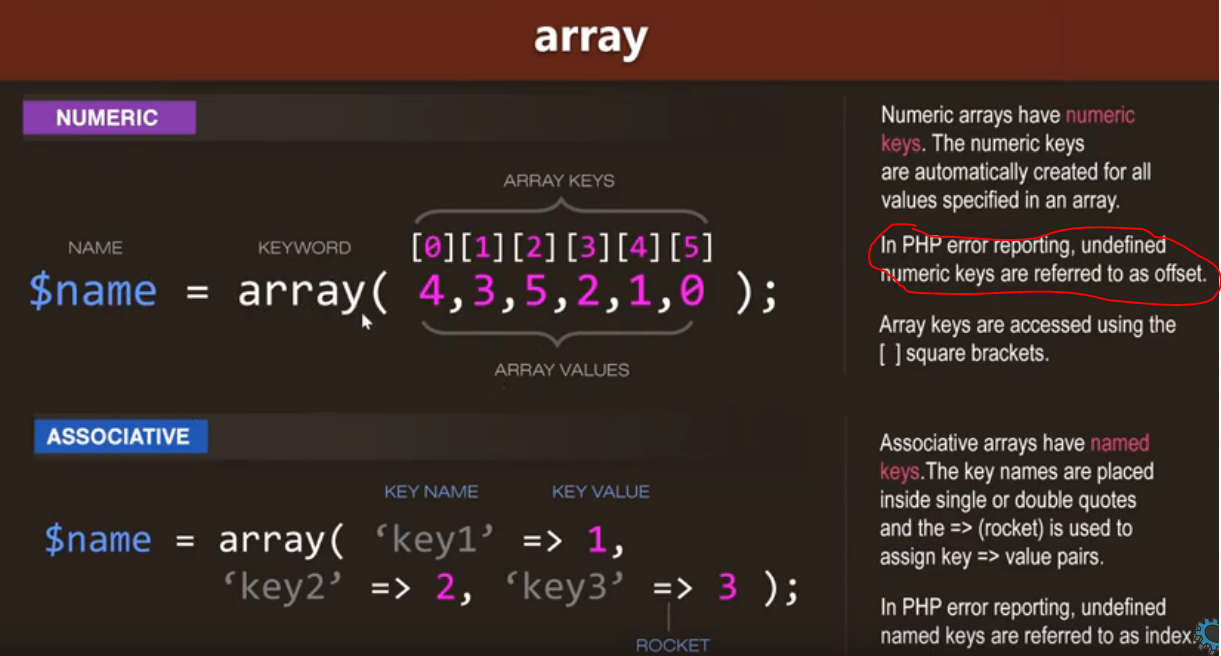 array
NUMERIC
ARRAY KEYS
NAME
KEYWORD
[0][1][2][3][4][5]
$name = array( 4,3,5,2,1,0 );
ARRAY VALUES
Numeric arrays have numeric
keys. The numeric keys
are automatically created for all
values specified in an array.
In PHP error reporting, undefined
numeric keys are referred to as offset.
Array keys are accessed using the
[ ] square brackets.
ASSOCIATIVE
KEY NAME
KEY VALUE
$name = array( ‘key1’ => 1,
‘key2’ => 2, ‘key3’ => 3 );
ROCKET
Associative arrays have named
keys.The key names are placed
inside single or double quotes
and the => (rocket) is used to
assign key => value pairs.
In PHP error reporting, undefined
named keys are referred to as index.